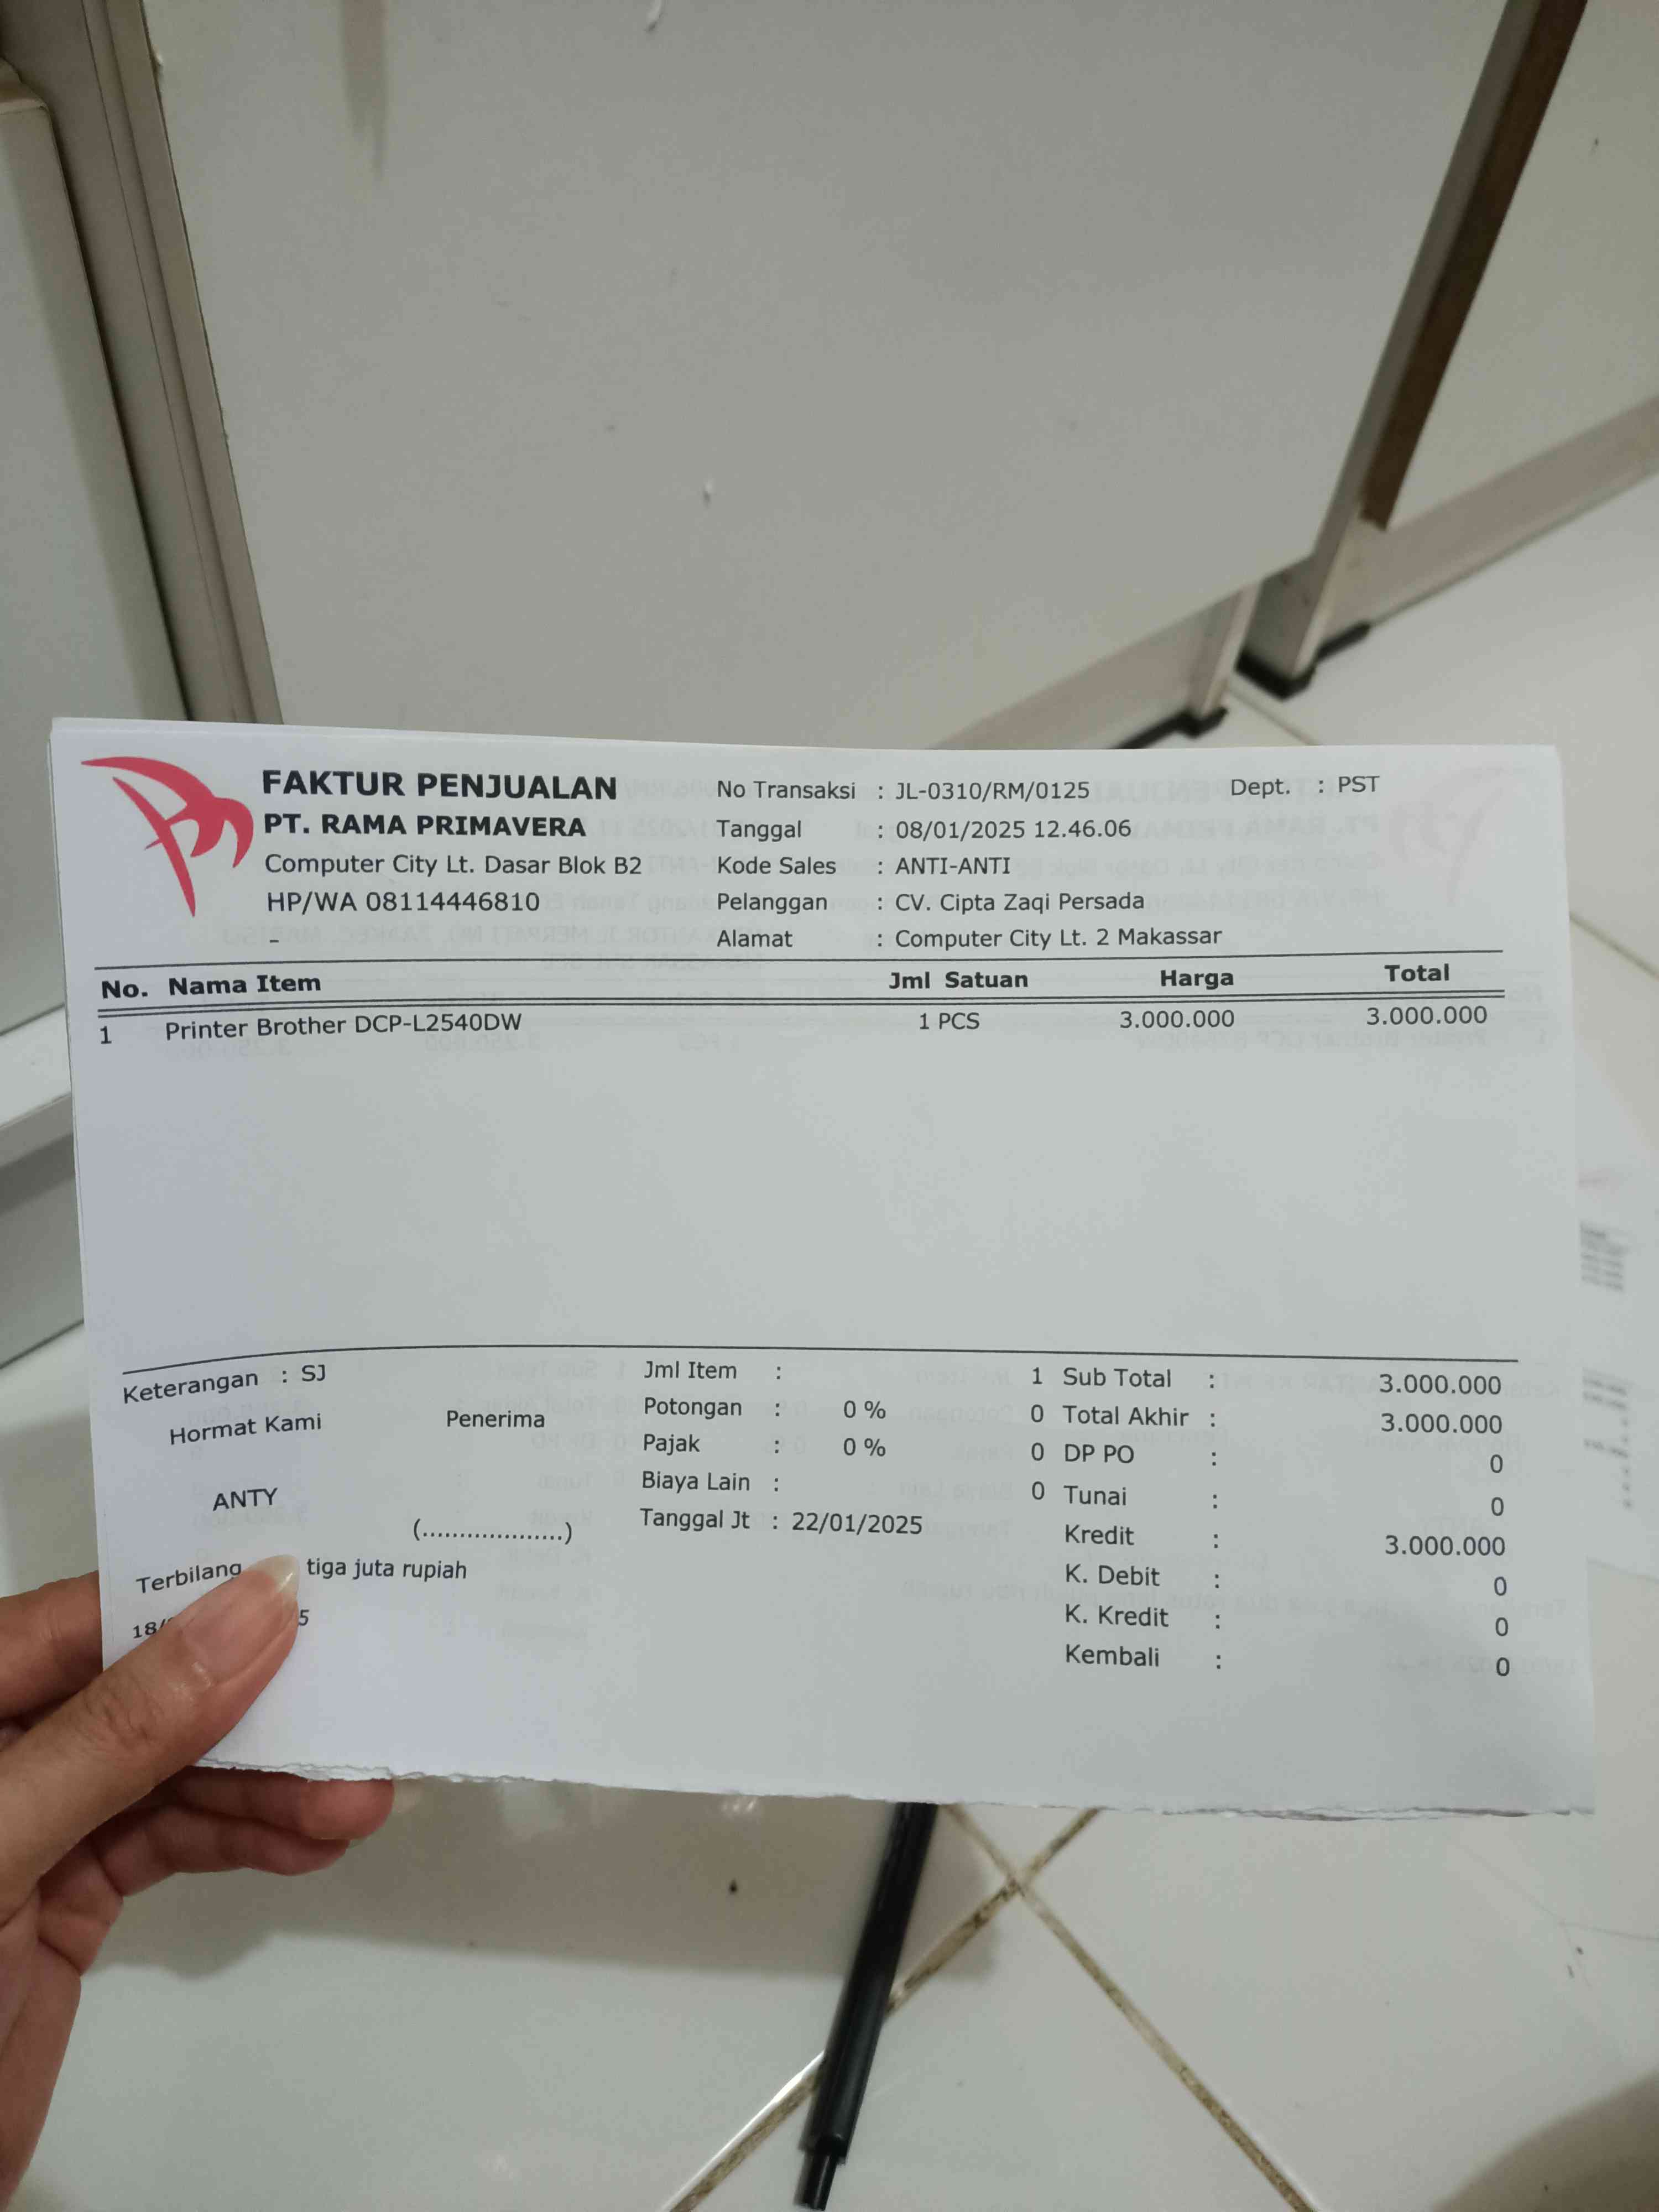 FAKTUR PENJUALAN
PT. RAMA PRIMAVERA
Computer City Lt. Dasar Blok B2
HP/WA 08114446810
-
No Transaksi : JL-0310/RM/0125 Dept. : PST
Tanggal : 08/01/2025 12.46.06
Kode Sales : ANTI-ANTI
Pelanggan : CV. Cipta Zaqi Persada
Alamat : Computer City Lt. 2 Makassar
No. Nama Item Jml Satuan Harga Total
1 Printer Brother DCP-L2540DW 1 PCS 3.000.000 3.000.000
Keterangan : SJ
Hormat Kami Penerima
ANTY
(...................)
Terbilang tiga juta rupiah
Jml Item : 1
Potongan : 0 % 0
Pajak : 0 % 0
Biaya Lain : 0
Tanggal Jt : 22/01/2025
Sub Total : 3.000.000
Total Akhir : 3.000.000
DP PO : 0
Tunai : 0
Kredit : 3.000.000
K. Debit : 0
K. Kredit : 0
Kembali : 0